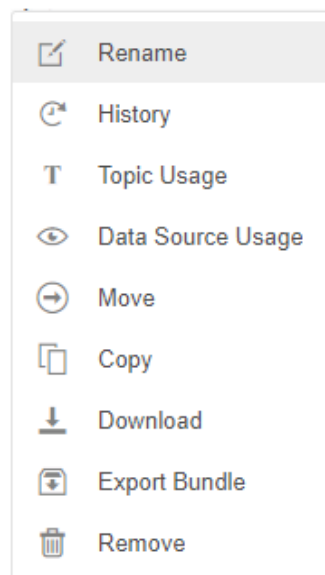 Rename
History
Topic Usage
Data Source Usage
Move
Copy
Download
Export Bundle
Remove